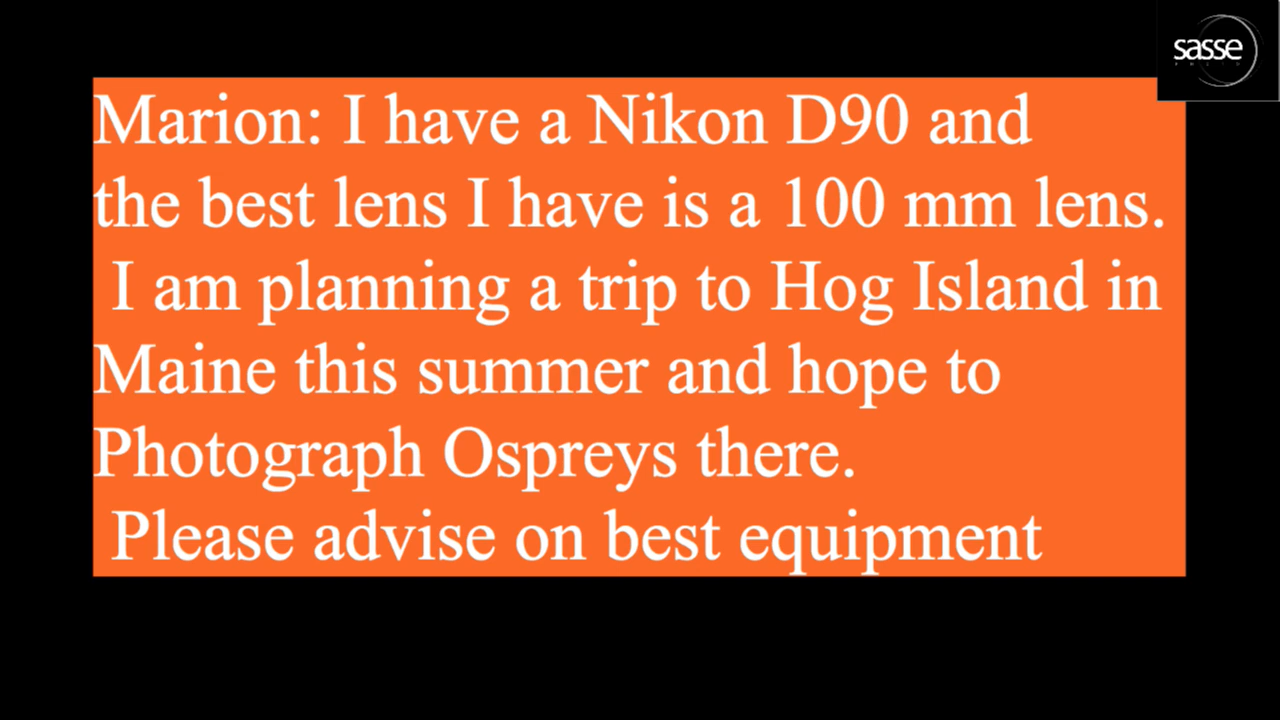 sasse
Marion: I have a Nikon D90 and
the best lens I have is a 100 mm lens.
I am planning a trip to Hog Island in
Maine this summer and hope to
Photograph Ospreys there.
Please advise on best equipment